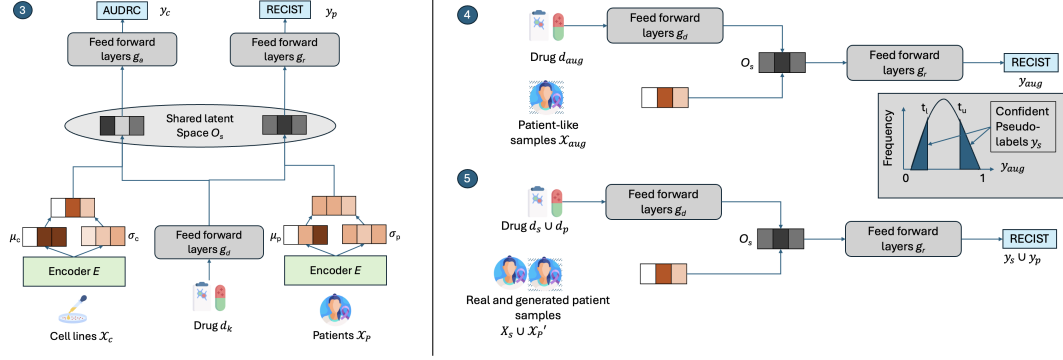 3
AUDRC
y_c
RECIST
y_p
Feed forward
layers g_a
Feed forward
layers g_r
Shared latent
Space O_s
μ_c
σ_c
Feed forward
layers g_d
μ_p
σ_p
Encoder E
Encoder E
Cell lines 𝒳_c
Drug d_k
Patients 𝒳_P
4
Feed forward
layers g_d
Drug d_aug
O_s
Feed forward
layers g_r
RECIST
y_aug
Patient-like
samples 𝒳_aug
Frequency
t_l
t_u
Confident
Pseudo-
labels y_s
0
1
y_aug
5
Feed forward
layers g_d
Drug d_s ∪ d_p
O_s
Feed forward
layers g_r
RECIST
y_s ∪ y_p
Real and generated patient
samples
X_s ∪ 𝒳_P'